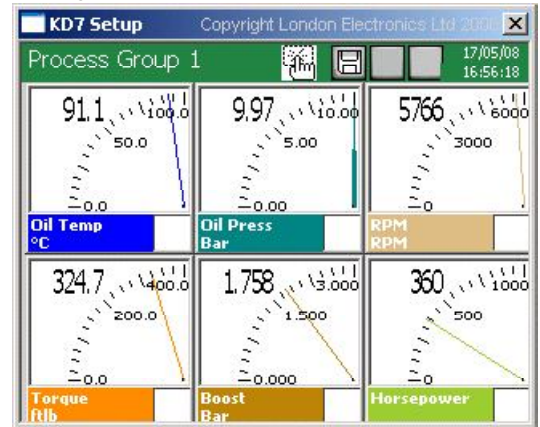 KD7 Setup Copyright London Electronics Ltd
Process Group 1
17/05/08
16:56:18
91.1
100.0
50.0
0.0
Oil Temp
°C
9.97
10.00
5.00
0.00
Oil Press
Bar
5766
6000
3000
0
RPM
RPM
324.7
400.0
200.0
0.0
Torque
ftlb
1.758
3.000
1.500
0.000
Boost
Bar
360
1000
500
0
Horsepower